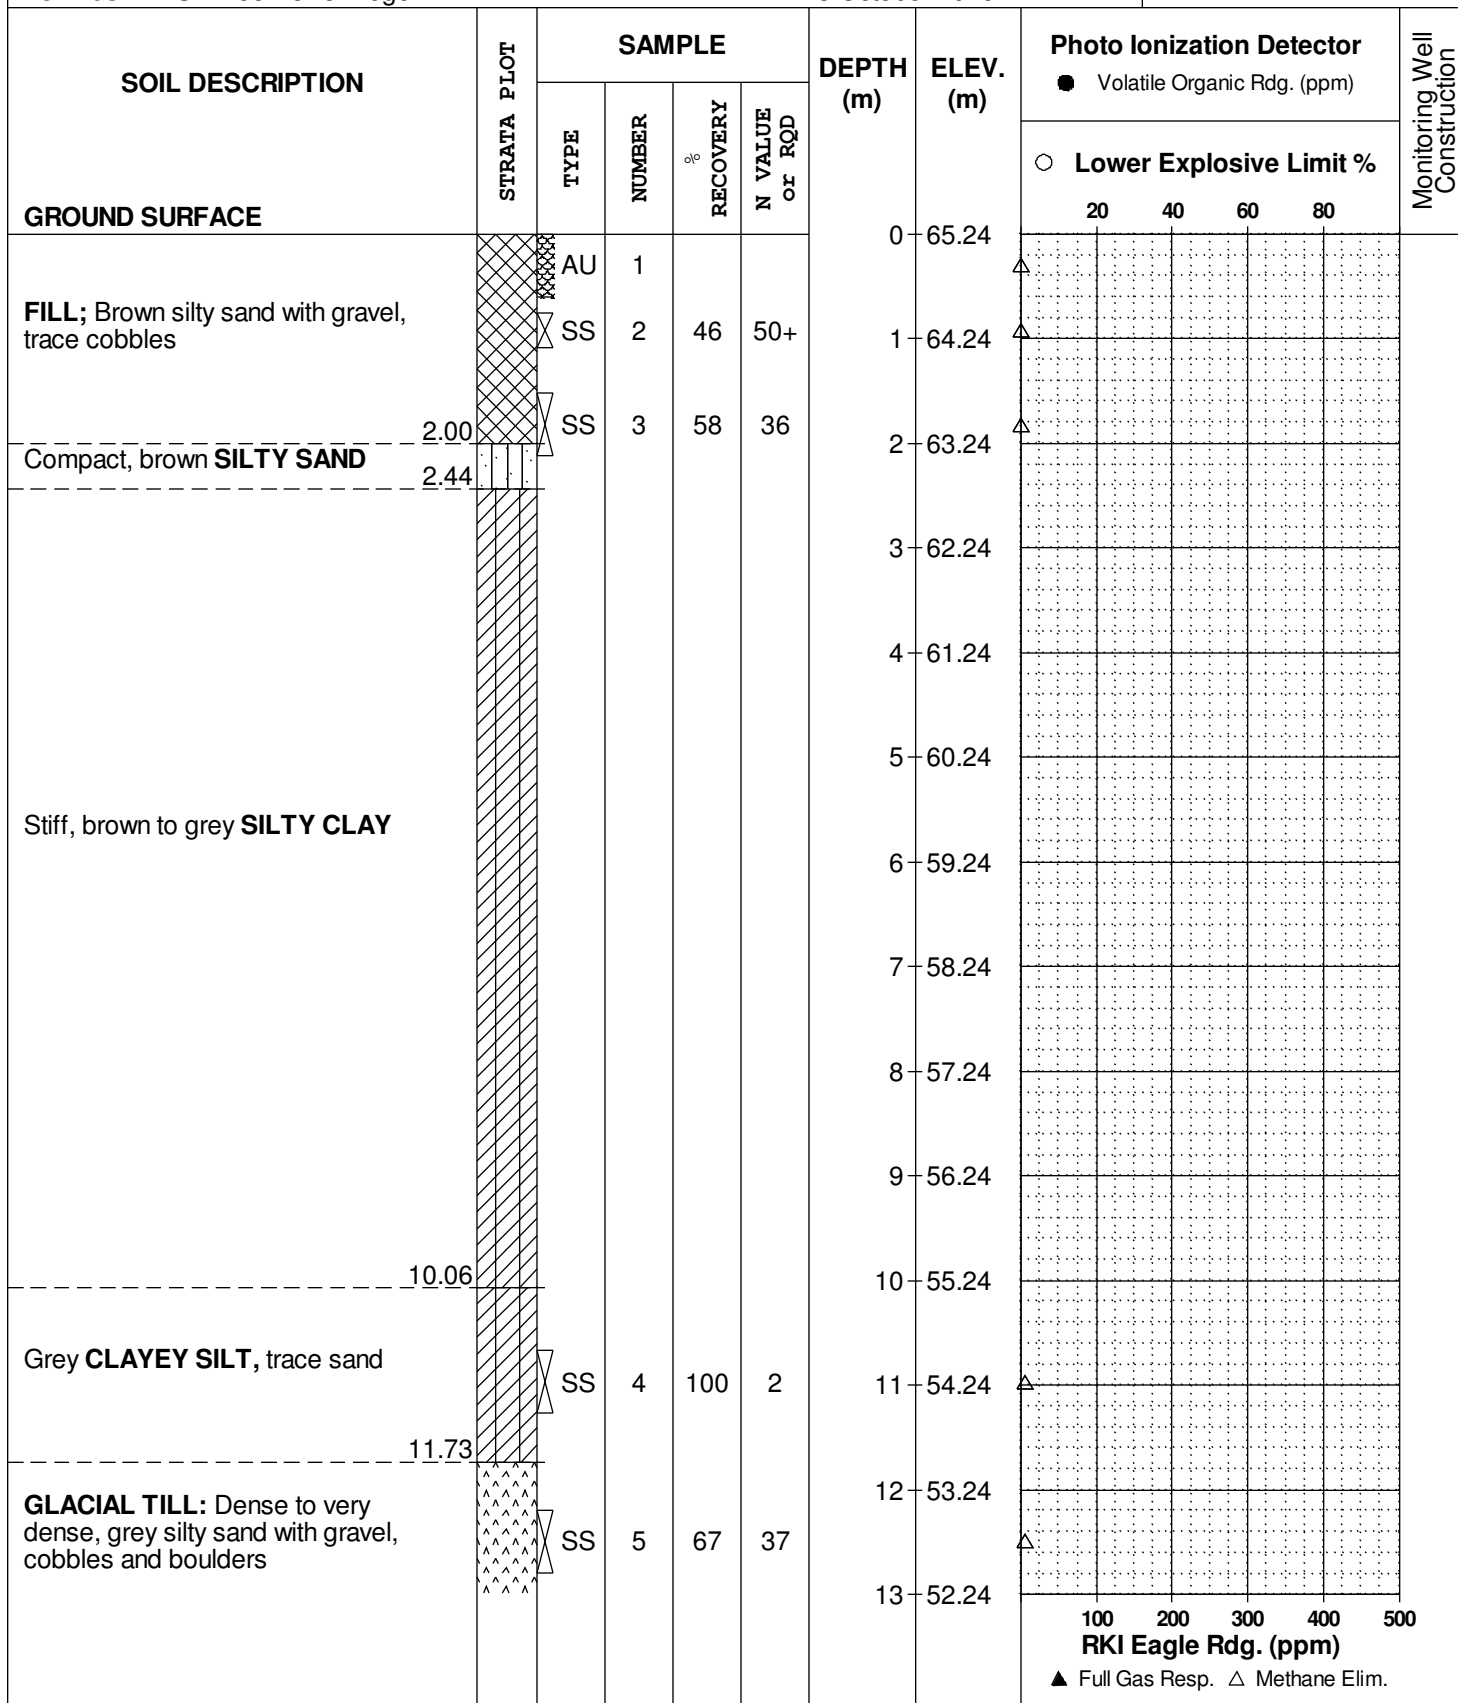 SOIL DESCRIPTION
GROUND SURFACE
STRATA PLOT
SAMPLE
TYPE
NUMBER
% RECOVERY
N VALUE or RQD
DEPTH (m)
ELEV. (m)
Photo Ionization Detector
● Volatile Organic Rdg. (ppm)
○ Lower Explosive Limit %
20 40 60 80
Monitoring Well Construction
0 65.24
AU 1
FILL; Brown silty sand with gravel,
trace cobbles
SS 2 46 50+
1 64.24
SS 3 58 36
2.00
2 63.24
Compact, brown SILTY SAND
2.44
3 62.24
4 61.24
5 60.24
Stiff, brown to grey SILTY CLAY
6 59.24
7 58.24
8 57.24
9 56.24
10.06
10 55.24
Grey CLAYEY SILT, trace sand
SS 4 100 2
11 54.24
11.73
12 53.24
GLACIAL TILL: Dense to very
dense, grey silty sand with gravel,
cobbles and boulders
SS 5 67 37
13 52.24
100 200 300 400 500
RKI Eagle Rdg. (ppm)
▲ Full Gas Resp. △ Methane Elim.